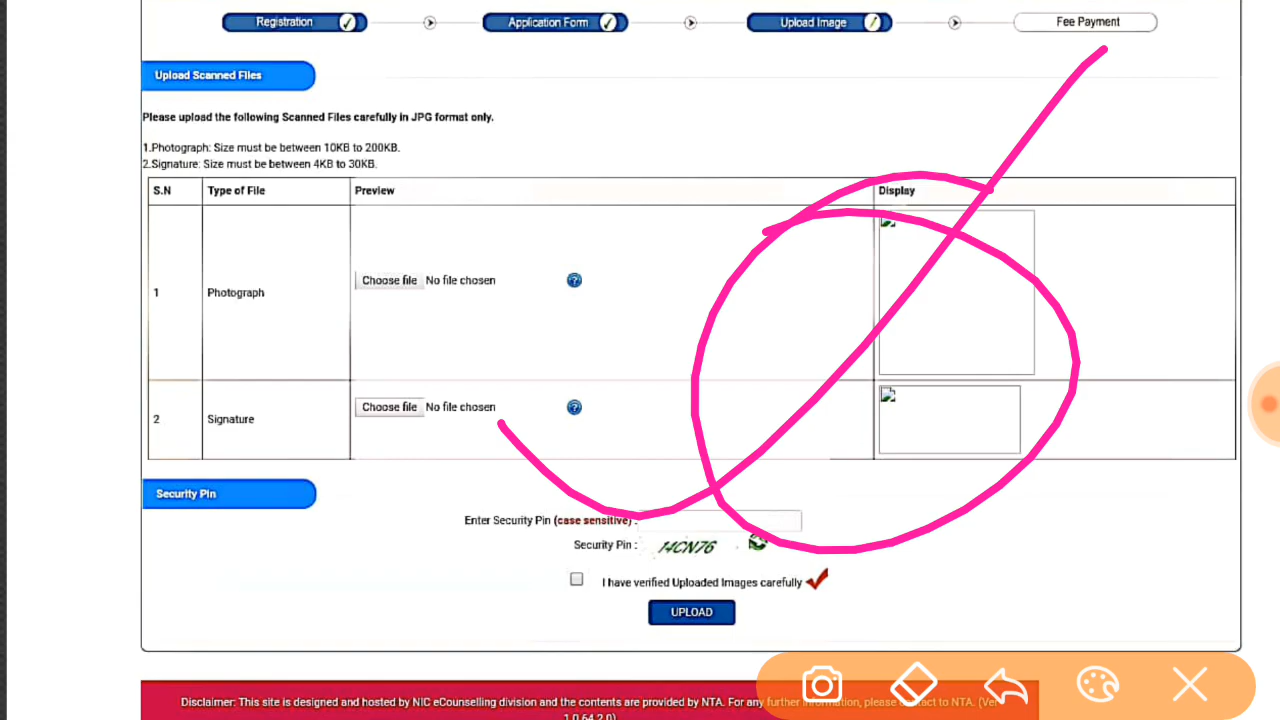 Registration Application Form Upload Image Fee Payment
Upload Scanned Files
Please upload the following Scanned Files carefully in JPG format only.
1.Photograph: Size must be between 10KB to 200KB.
2.Signature: Size must be between 4KB to 30KB.
S.N Type of File Preview Display
1 Photograph Choose file No file chosen
2 Signature Choose file No file chosen
Security Pin
Enter Security Pin (case sensitive) :
Security Pin : 14CN76
I have verified Uploaded Images carefully
UPLOAD
Disclaimer: This site is designed and hosted by NIC eCounselling division and the contents are provided by NTA. For any further information, please contact to NTA. (Ver
1.0.64.2.0)